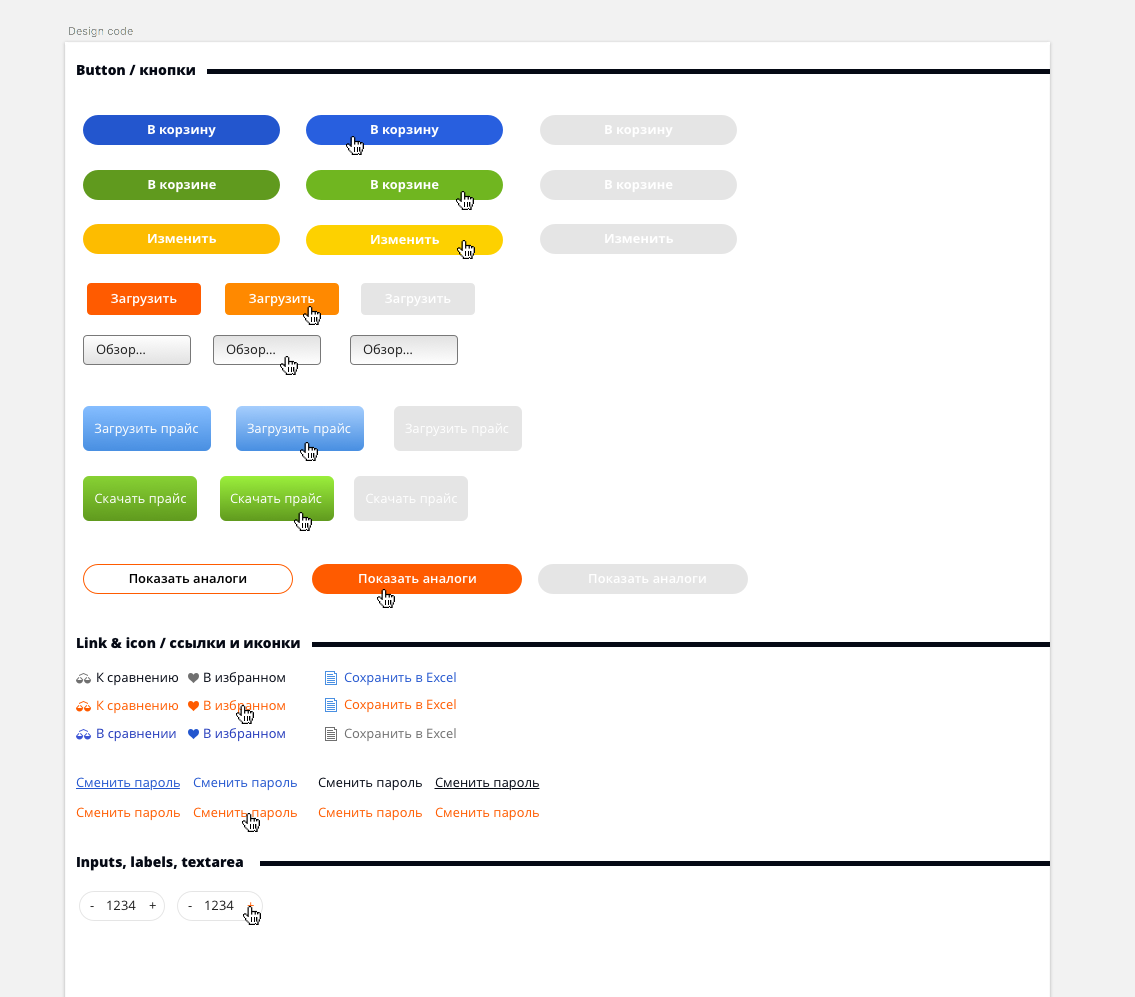 Design code
Button / кнопки
В корзину В корзину В корзину
В корзине В корзине В корзине
Изменить Изменить Изменить
Загрузить Загрузить Загрузить
Обзор... Обзор... Обзор...
Загрузить прайс Загрузить прайс Загрузить прайс
Скачать прайс Скачать прайс Скачать прайс
Показать аналоги Показать аналоги Показать аналоги
Link & icon / ссылки и иконки
К сравнению В избранном Сохранить в Excel
К сравнению В избранном Сохранить в Excel
В сравнении В избранном Сохранить в Excel
Сменить пароль Сменить пароль Сменить пароль Сменить пароль
Сменить пароль Сменить пароль Сменить пароль Сменить пароль
Inputs, labels, textarea
- 1234 + - 1234 +